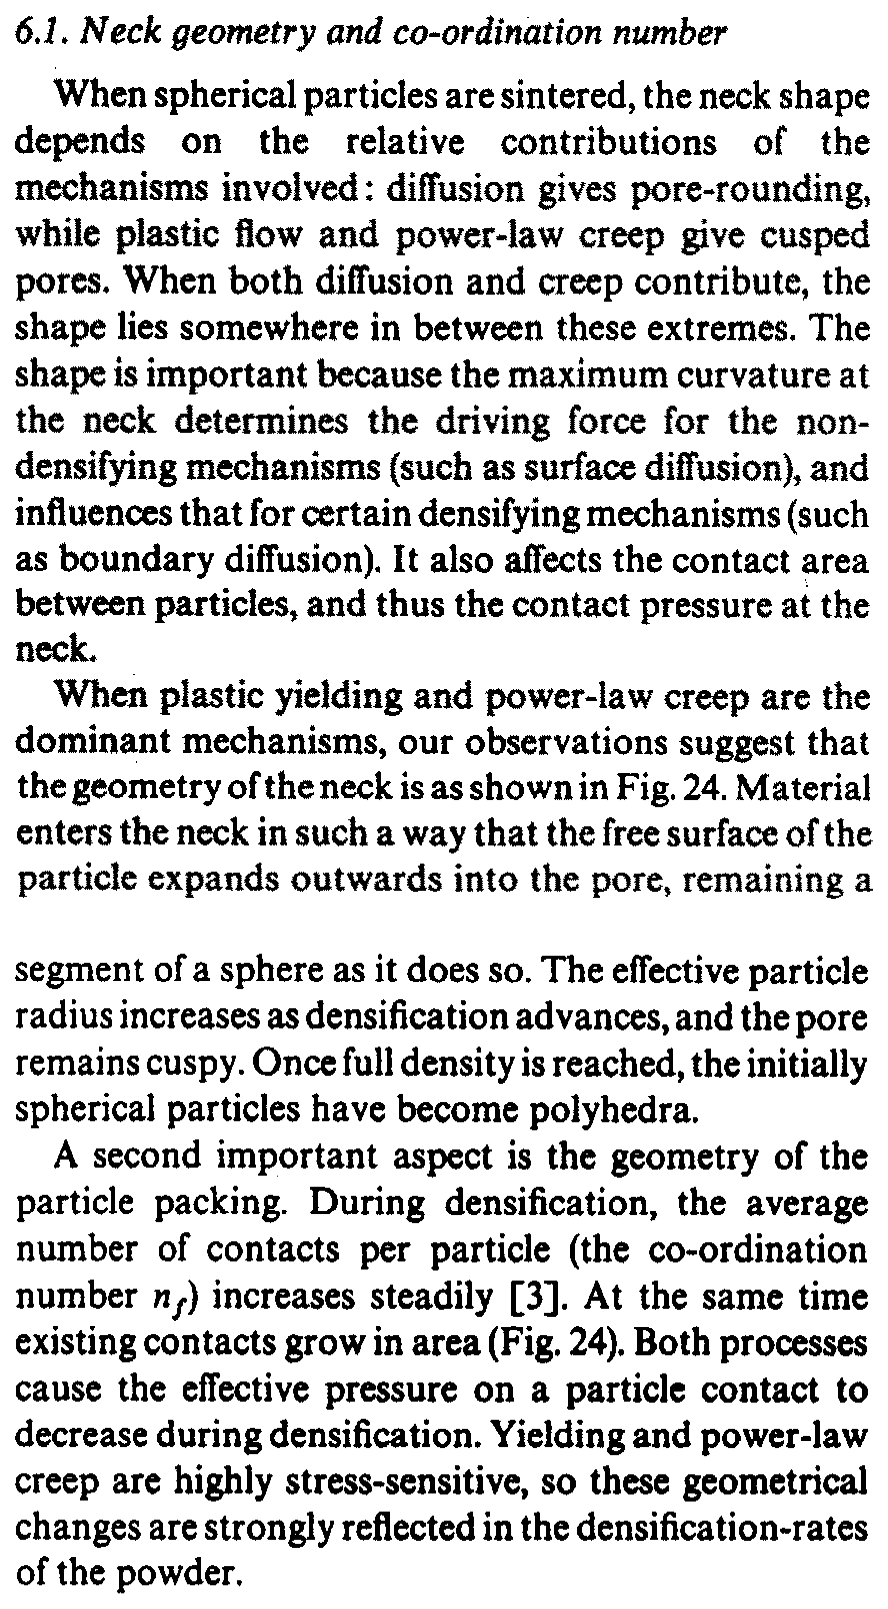 6.1. Neck geometry and co-ordination number
When spherical particles are sintered, the neck shape
depends on the relative contributions of the
mechanisms involved: diffusion gives pore-rounding,
while plastic flow and power-law creep give cusped
pores. When both diffusion and creep contribute, the
shape lies somewhere in between these extremes. The
shape is important because the maximum curvature at
the neck determines the driving force for the non-
densifying mechanisms (such as surface diffusion), and
influences that for certain densifying mechanisms (such
as boundary diffusion). It also affects the contact area
between particles, and thus the contact pressure at the
neck.
When plastic yielding and power-law creep are the
dominant mechanisms, our observations suggest that
the geometry of the neck is as shown in Fig. 24. Material
enters the neck in such a way that the free surface of the
particle expands outwards into the pore, remaining a
segment of a sphere as it does so. The effective particle
radius increases as densification advances, and the pore
remains cuspy. Once full density is reached, the initially
spherical particles have become polyhedra.
A second important aspect is the geometry of the
particle packing. During densification, the average
number of contacts per particle (the co-ordination
number n_f) increases steadily [3]. At the same time
existing contacts grow in area (Fig. 24). Both processes
cause the effective pressure on a particle contact to
decrease during densification. Yielding and power-law
creep are highly stress-sensitive, so these geometrical
changes are strongly reflected in the densification-rates
of the powder.